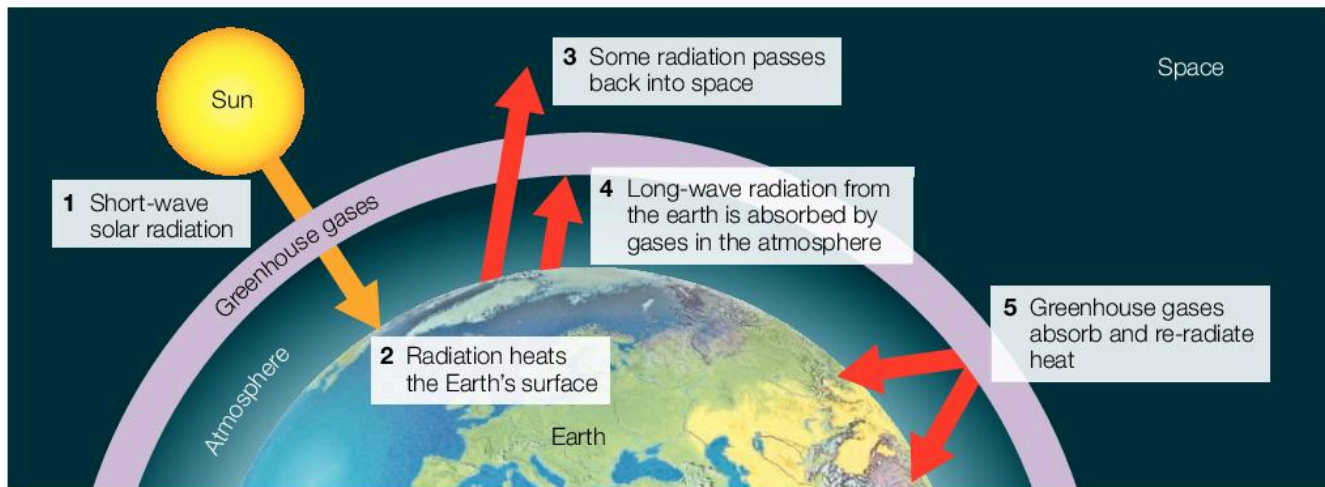 Sun
3 Some radiation passes
back into space
Space
1 Short-wave
solar radiation
Greenhouse gases
4 Long-wave radiation from
the earth is absorbed by
gases in the atmosphere
5 Greenhouse gases
absorb and re-radiate
heat
2 Radiation heats
the Earth's surface
Atmosphere
Earth